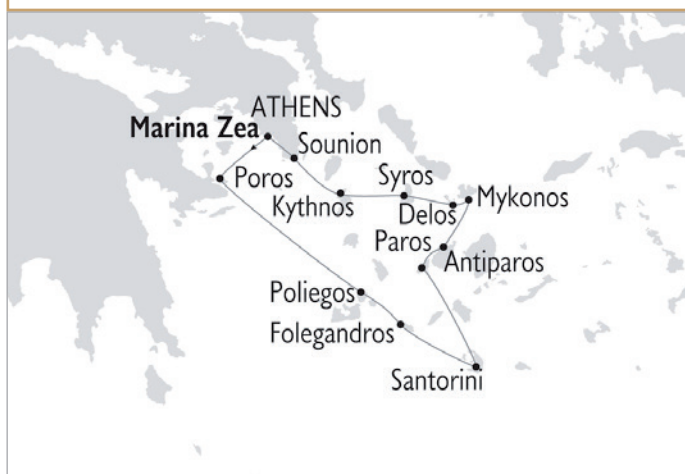 ATHENS
Marina Zea
Sounion
Poros
Syros
Kythnos
Delos
Mykonos
Paros
Antiparos
Poliegos
Folegandros
Santorini